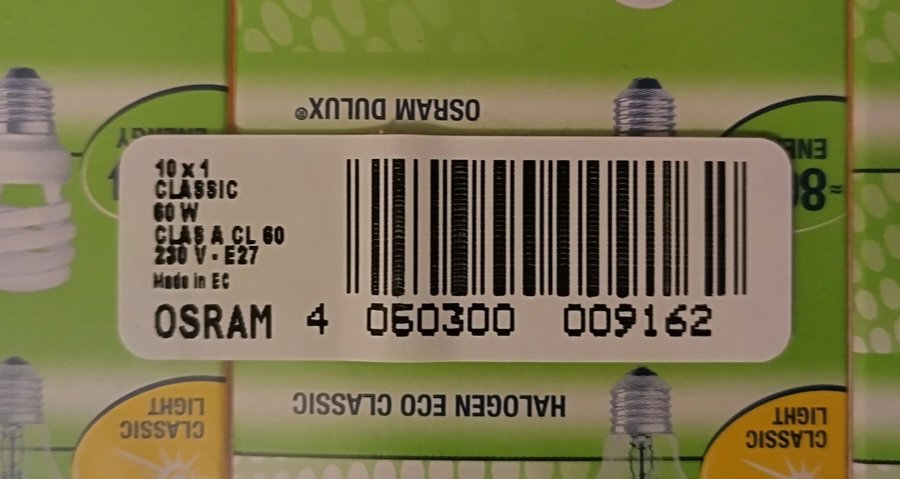 OSRAM DULUX®
ENERGY
10 x 1
CLASSIC
60 W
CLAS A CL 60
230 V - E27
Made in EC
OSRAM
4 050300 009162
HALOGEN ECO CLASSIC
CLASSIC
LIGHT
CLASSIC
LIGHT